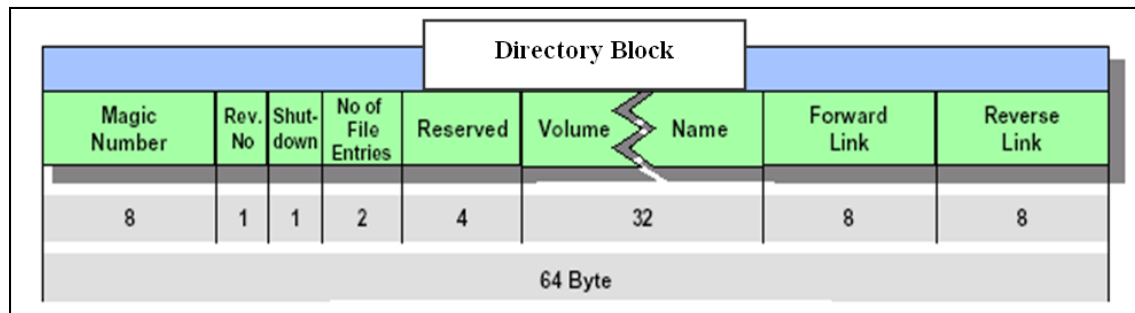 Directory Block
Magic
Number
Rev.
No
Shut-
down
No of
File
Entries
Reserved
Volume
Name
Forward
Link
Reverse
Link
8
1
1
2
4
32
8
8
64 Byte